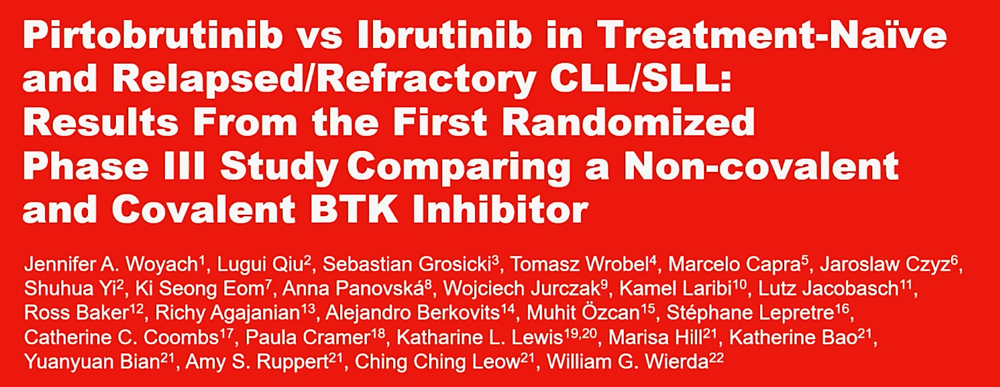 Pirtobrutinib vs Ibrutinib in Treatment-Naïve
and Relapsed/Refractory CLL/SLL:
Results From the First Randomized
Phase III Study Comparing a Non-covalent
and Covalent BTK Inhibitor
Jennifer A. Woyach¹, Lugui Qiu², Sebastian Grosicki³, Tomasz Wrobel⁴, Marcelo Capra⁵, Jaroslaw Czyz⁶,
Shuhua Yi², Ki Seong Eom⁷, Anna Panovská⁸, Wojciech Jurczak⁹, Kamel Laribi¹⁰, Lutz Jacobasch¹¹,
Ross Baker¹², Richy Agajanian¹³, Alejandro Berkovits¹⁴, Muhit Özcan¹⁵, Stéphane Lepretre¹⁶,
Catherine C. Coombs¹⁷, Paula Cramer¹⁸, Katharine L. Lewis¹⁹,²⁰, Marisa Hill²¹, Katherine Bao²¹,
Yuanyuan Bian²¹, Amy S. Ruppert²¹, Ching Ching Leow²¹, William G. Wierda²²